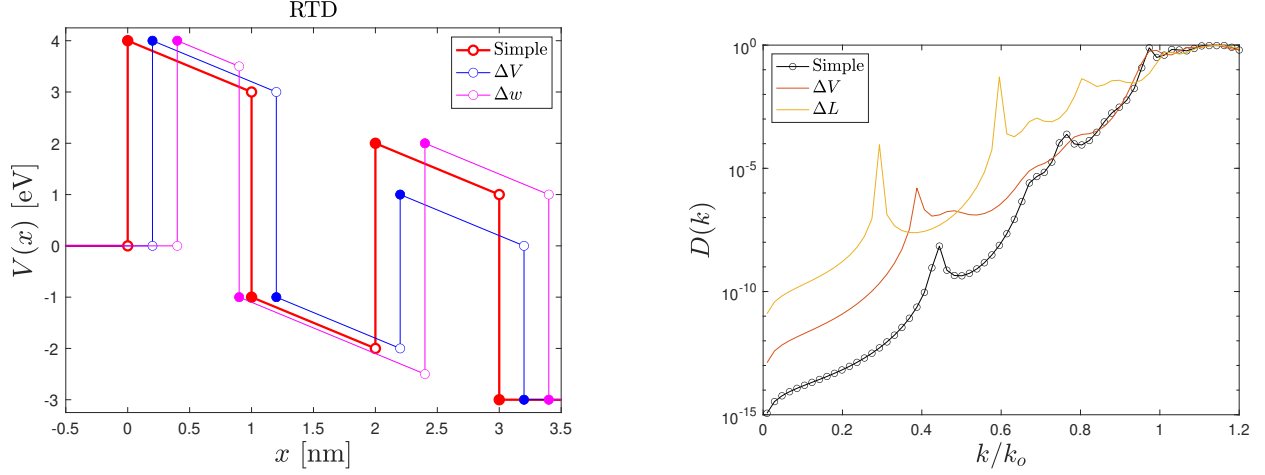 RTD
V(x) [eV]
4
3
2
1
0
-1
-2
-3
Simple
ΔV
Δw
-0.5 0 0.5 1 1.5 2 2.5 3 3.5
x [nm]
D(k)
10^0
10^-5
10^-10
10^-15
Simple
ΔV
ΔL
0 0.2 0.4 0.6 0.8 1 1.2
k/k_o